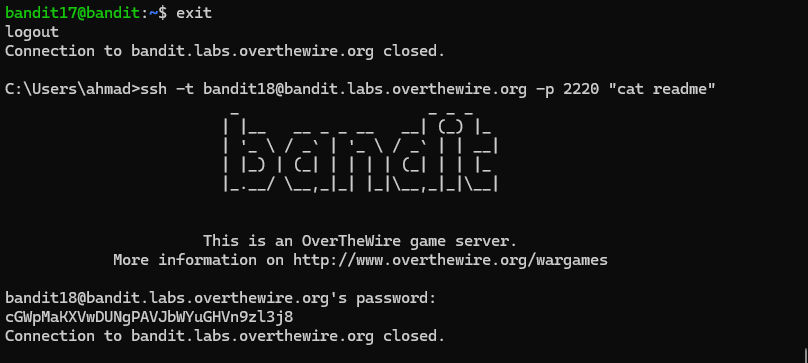 bandit17@bandit:~$ exit
logout
Connection to bandit.labs.overthewire.org closed.
C:\Users\ahmad>ssh -t bandit18@bandit.labs.overthewire.org -p 2220 "cat readme"
bandit
This is an OverTheWire game server.
More information on http://www.overthewire.org/wargames
bandit18@bandit.labs.overthewire.org's password:
cGWpMaKXVwDUNgPAVJbWYuGHVn9zl3j8
Connection to bandit.labs.overthewire.org closed.